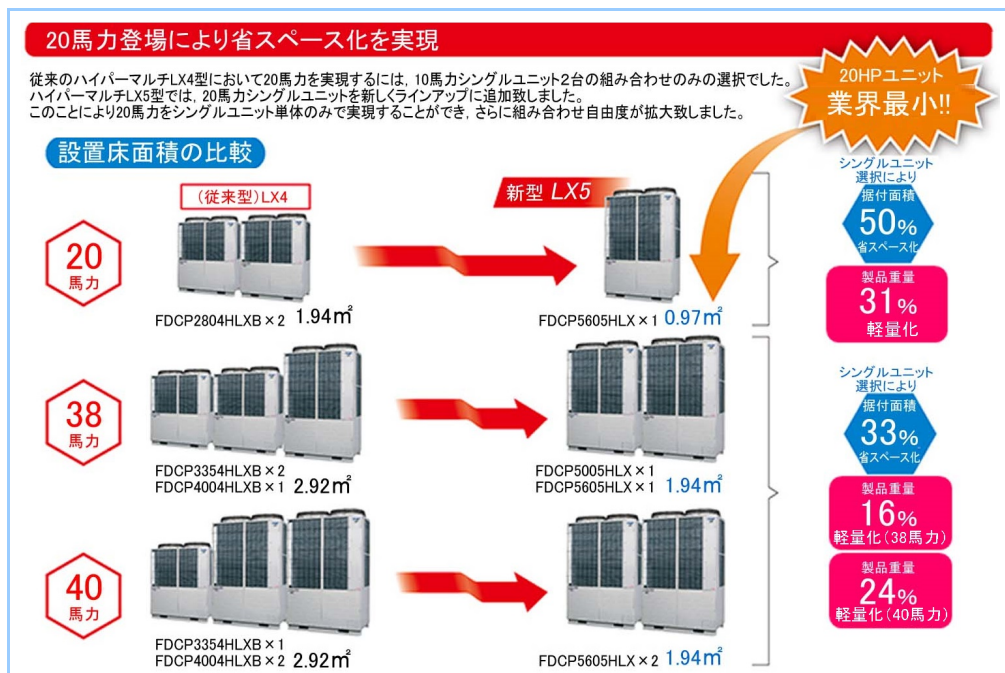 20馬力登場により省スペース化を実現
従来のハイパーマルチLX4型において20馬力を実現するには，10馬力シングルユニット2台の組み合わせのみの選択でした。
ハイパーマルチLX5型では，20馬力シングルユニットを新しくラインアップに追加致しました。
このことにより20馬力をシングルユニット単体のみで実現することができ，さらに組み合わせ自由度が拡大致しました。
20HPユニット
業界最小!!
設置床面積の比較
(従来型)LX4
新型 LX5
20
馬力
FDCP2804HLXB×2 1.94㎡
FDCP5605HLX×1 0.97㎡
シングルユニット
選択により
据付面積
50%
省スペース化
製品重量
31%
軽量化
38
馬力
FDCP3354HLXB×2
FDCP4004HLXB×1 2.92㎡
FDCP5005HLX×1
FDCP5605HLX×1 1.94㎡
40
馬力
FDCP3354HLXB×1
FDCP4004HLXB×2 2.92㎡
FDCP5605HLX×2 1.94㎡
シングルユニット
選択により
据付面積
33%
省スペース化
製品重量
16%
軽量化(38馬力)
製品重量
24%
軽量化(40馬力)